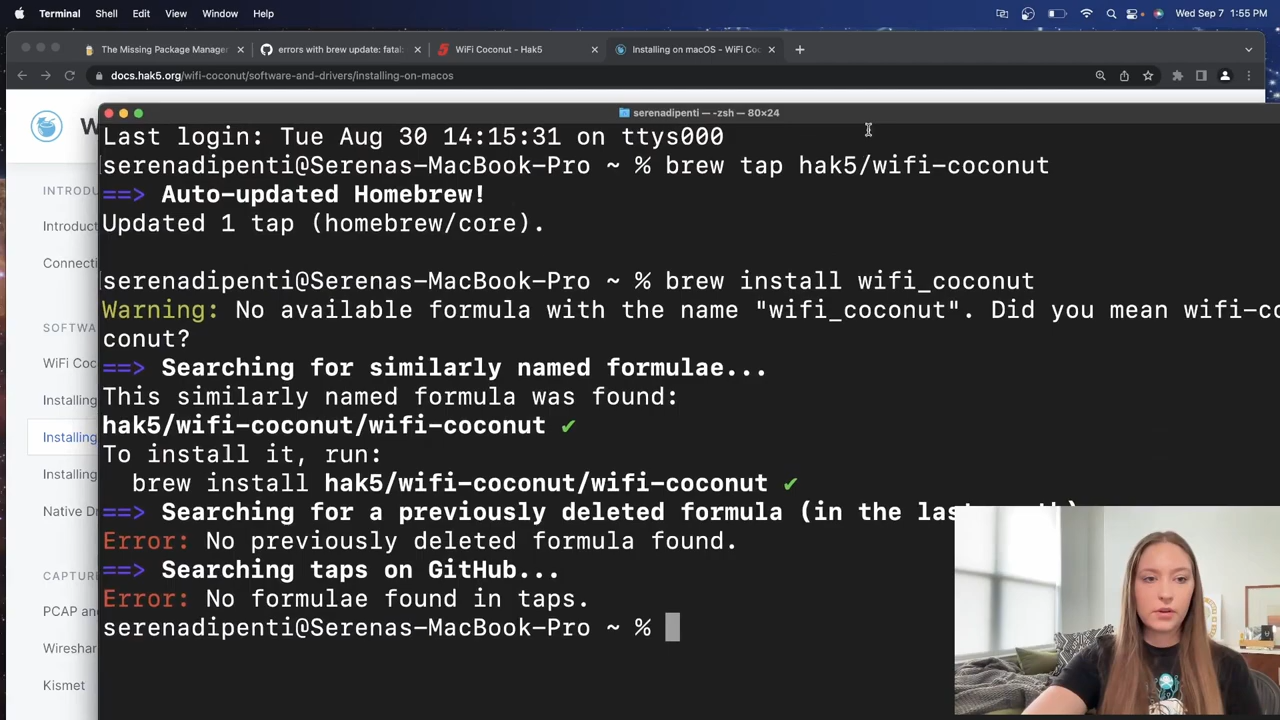 Terminal Shell Edit View Window Help Wed Sep 7 1:55 PM
The Missing Package Manager errors with brew update: fatal: WiFi Coconut - Hak5 Installing on macOS - WiFi Co
docs.hak5.org/wifi-coconut/software-and-drivers/installing-on-macos
serenadipenti — -zsh — 80×24
W
INTRODU
Introduct
Connecti
SOFTWA
WiFi Coc
Installing
Installing
Installing
Native Dr
CAPTUR
PCAP an
Wiresha
Kismet
Last login: Tue Aug 30 14:15:31 on ttys000
serenadipenti@Serenas-MacBook-Pro ~ % brew tap hak5/wifi-coconut
==> Auto-updated Homebrew!
Updated 1 tap (homebrew/core).
serenadipenti@Serenas-MacBook-Pro ~ % brew install wifi_coconut
Warning: No available formula with the name "wifi_coconut". Did you mean wifi-co
conut?
==> Searching for similarly named formulae...
This similarly named formula was found:
hak5/wifi-coconut/wifi-coconut ✔
To install it, run:
brew install hak5/wifi-coconut/wifi-coconut ✔
==> Searching for a previously deleted formula (in the las
Error: No previously deleted formula found.
==> Searching taps on GitHub...
Error: No formulae found in taps.
serenadipenti@Serenas-MacBook-Pro ~ %